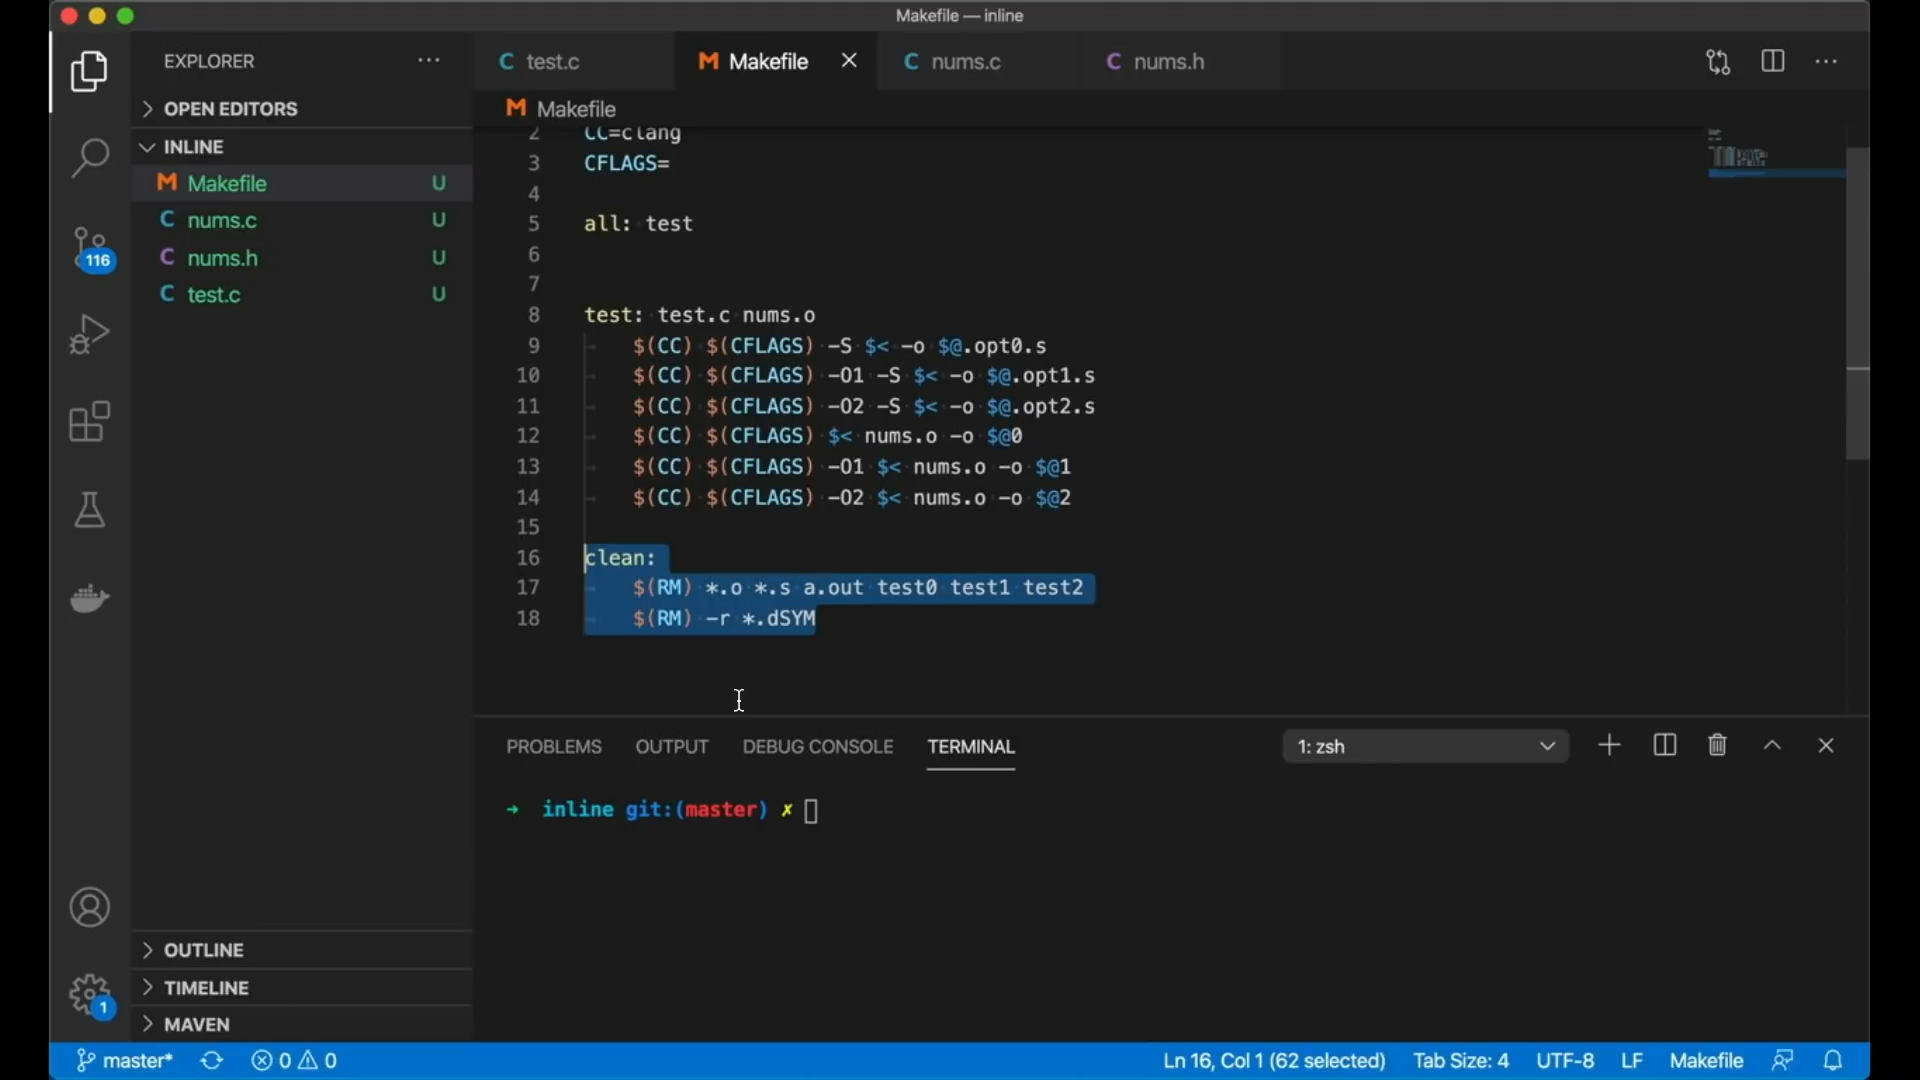 Makefile — inline
EXPLORER
OPEN EDITORS
INLINE
Makefile U
nums.c U
nums.h U
test.c U
116
OUTLINE
TIMELINE
MAVEN
1
test.c
Makefile
nums.c
nums.h
Makefile
2 CC=clang
3 CFLAGS=
4
5 all: test
6
7
8 test: test.c nums.o
9 $(CC) $(CFLAGS) -S $< -o $@.opt0.s
10 $(CC) $(CFLAGS) -O1 -S $< -o $@.opt1.s
11 $(CC) $(CFLAGS) -O2 -S $< -o $@.opt2.s
12 $(CC) $(CFLAGS) $< nums.o -o $@0
13 $(CC) $(CFLAGS) -O1 $< nums.o -o $@1
14 $(CC) $(CFLAGS) -O2 $< nums.o -o $@2
15
16 clean:
17 $(RM) *.o *.s a.out test0 test1 test2
18 $(RM) -r *.dSYM
PROBLEMS OUTPUT DEBUG CONSOLE TERMINAL 1: zsh
→ inline git:(master) ✗
master* 0 0 Ln 16, Col 1 (62 selected) Tab Size: 4 UTF-8 LF Makefile